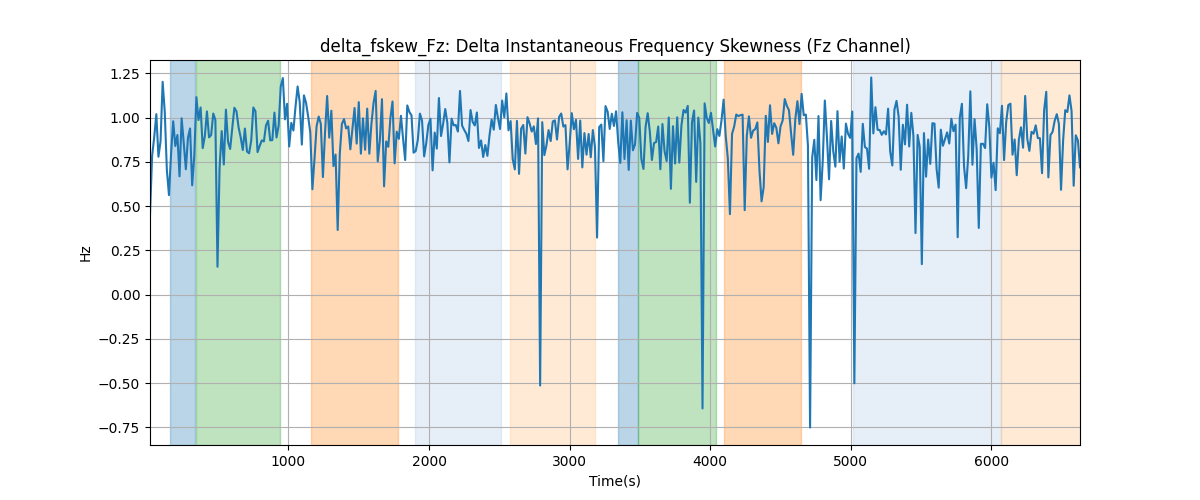 delta_fskew_Fz: Delta Instantaneous Frequency Skewness (Fz Channel)
1.25
1.00
0.75
0.50
0.25
0.00
−0.25
−0.50
−0.75
Hz
1000 2000 3000 4000 5000 6000
Time(s)